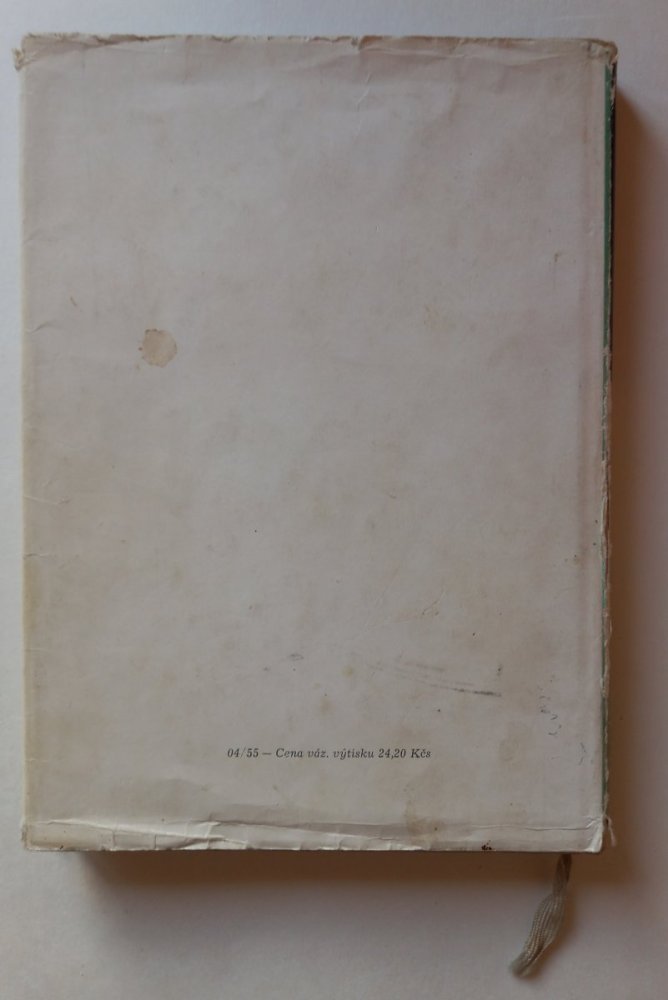 04/55 — Cena váz. výtisku 24,20 Kčs